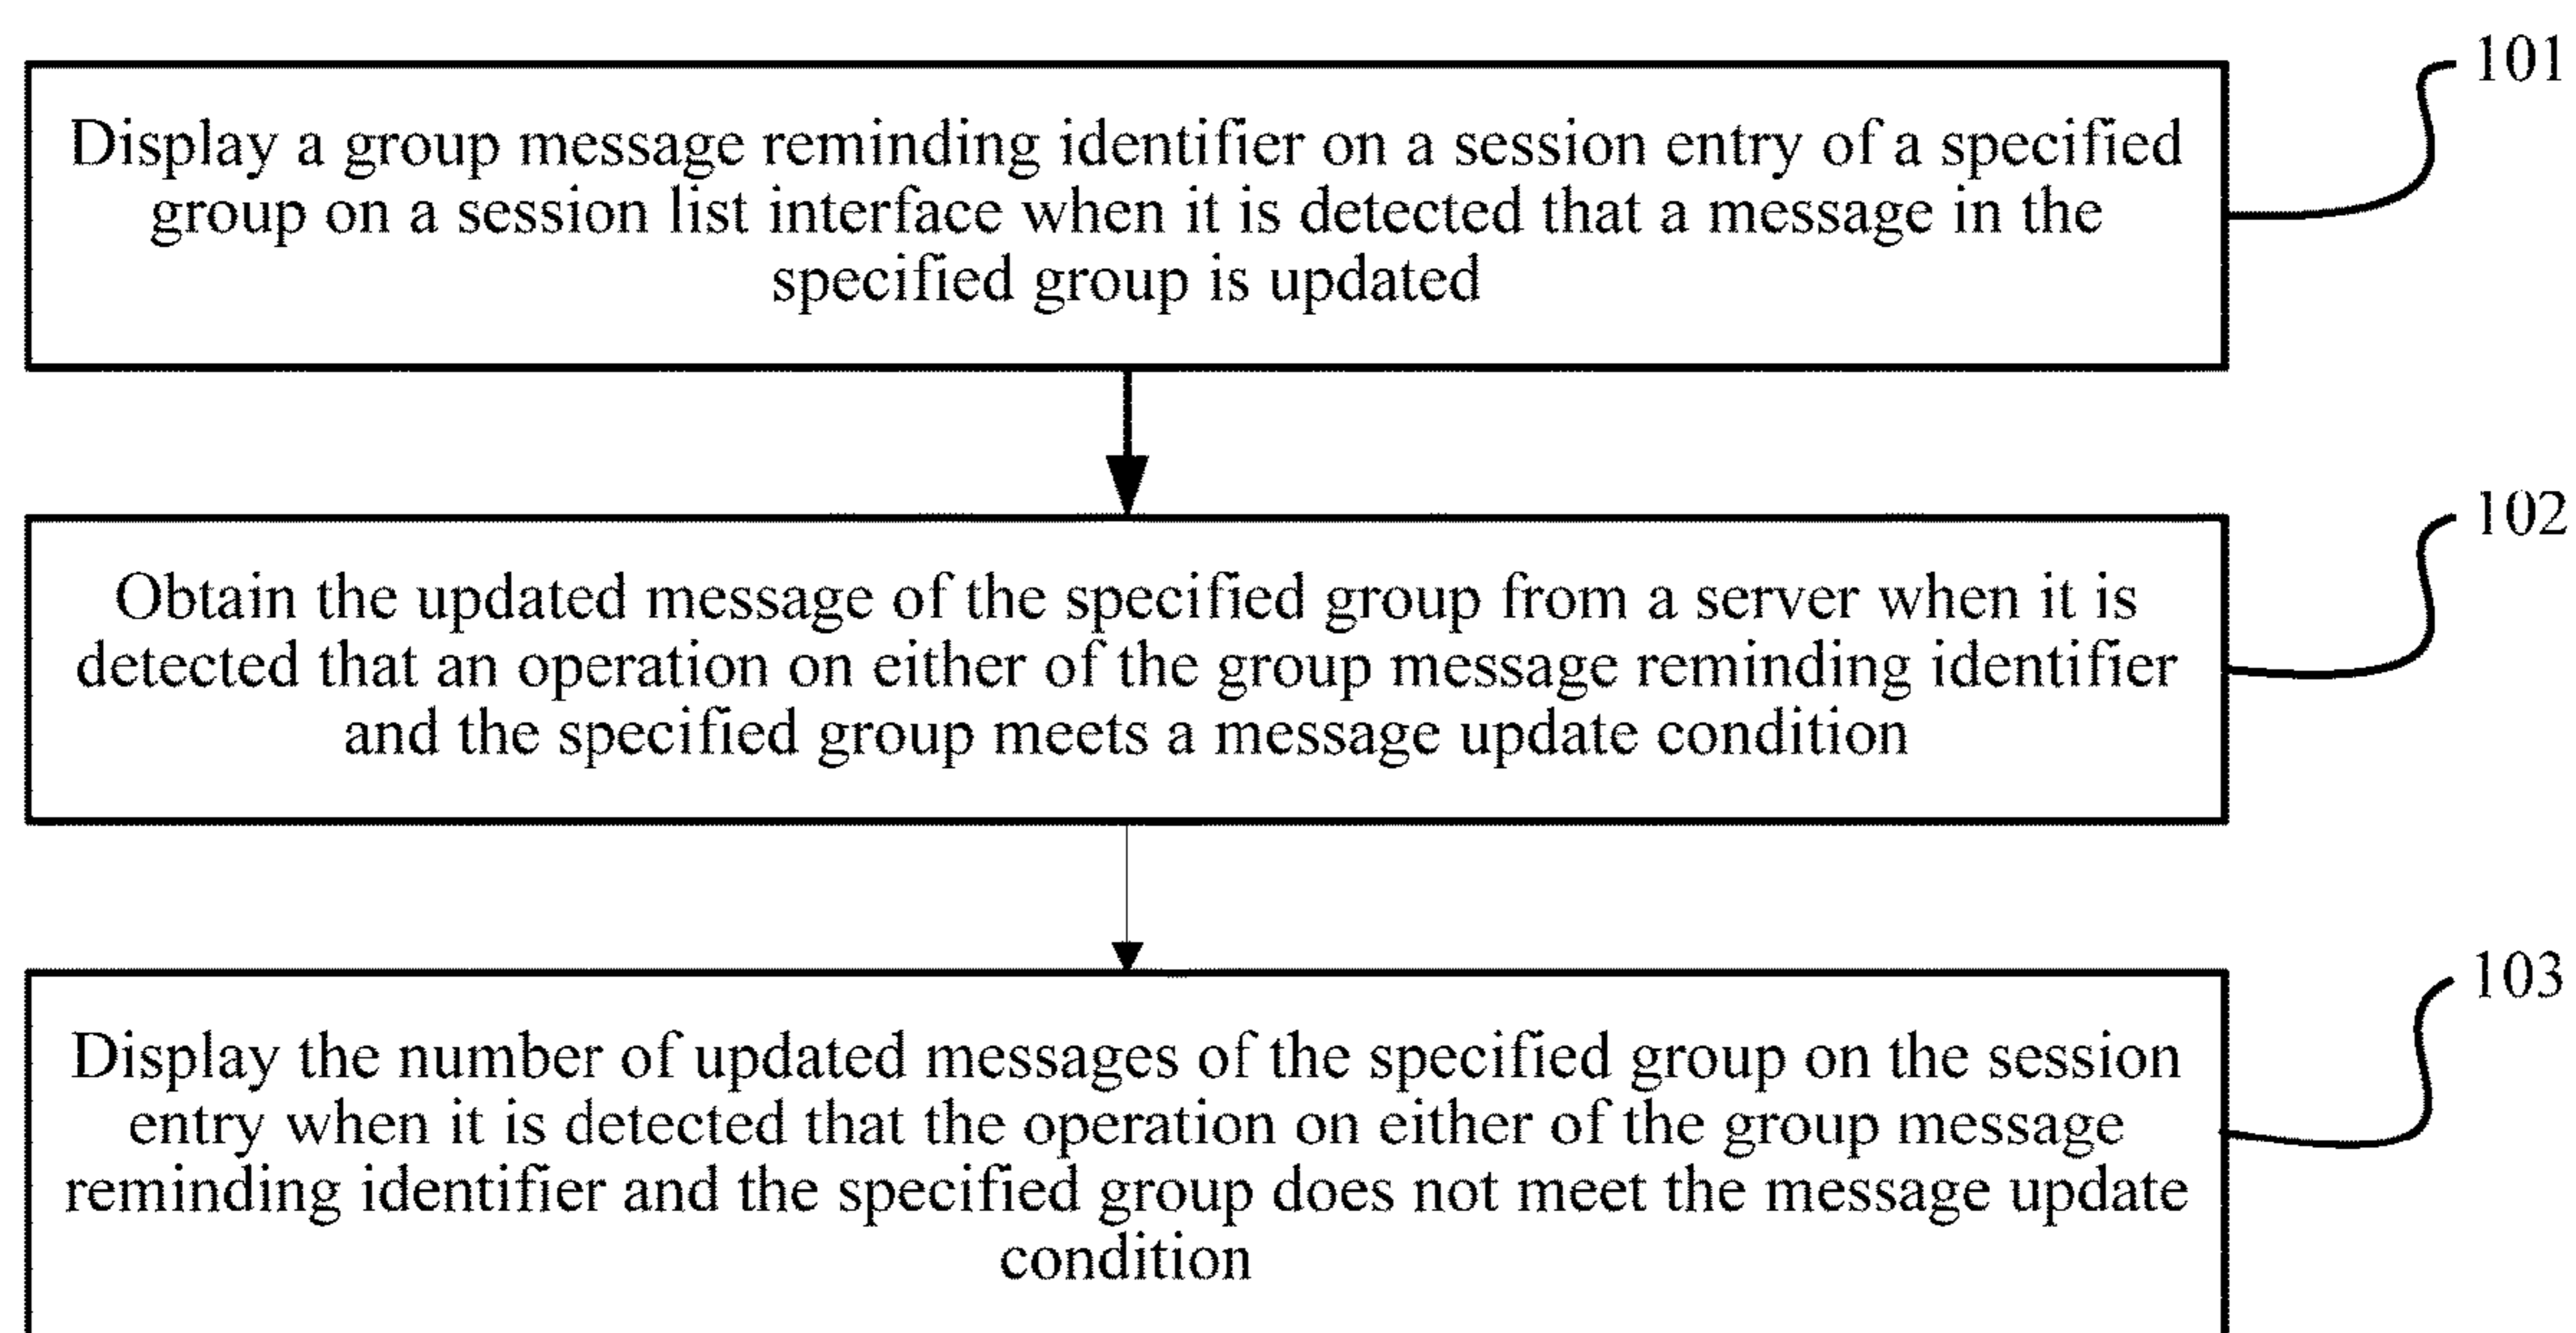 101
Display a group message reminding identifier on a session entry of a specified
group on a session list interface when it is detected that a message in the
specified group is updated
102
Obtain the updated message of the specified group from a server when it is
detected that an operation on either of the group message reminding identifier
and the specified group meets a message update condition
103
Display the number of updated messages of the specified group on the session
entry when it is detected that the operation on either of the group message
reminding identifier and the specified group does not meet the message update
condition